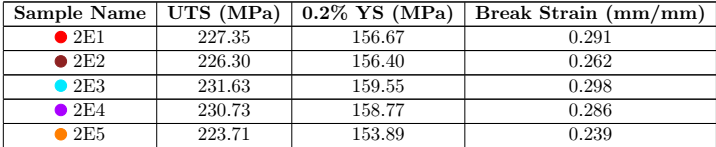 Sample Name UTS (MPa) 0.2% YS (MPa) Break Strain (mm/mm)
2E1 227.35 156.67 0.291
2E2 226.30 156.40 0.262
2E3 231.63 159.55 0.298
2E4 230.73 158.77 0.286
2E5 223.71 153.89 0.239